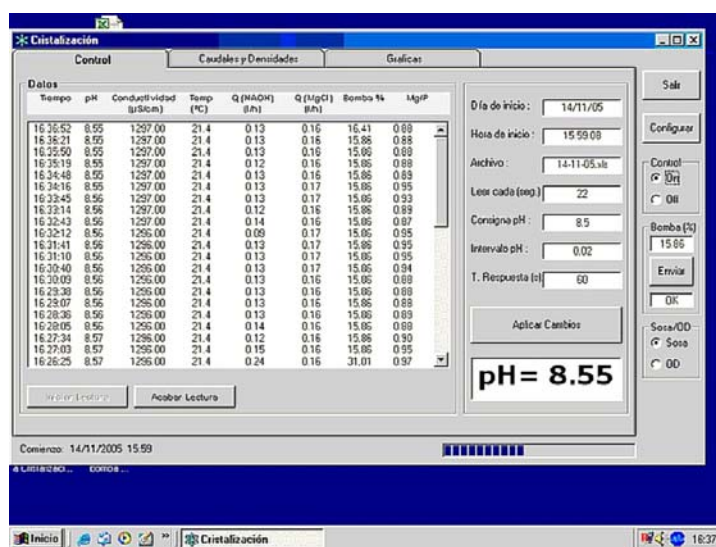 Cristalización
Control Caudales y Densidades Graficas
Datos
Tiempo pH Conductividad (µS/cm) Temp (ºC) Q (NAOH) (l/h) Q (MgCl) (l/h) Bomba % Mg/P
16:36:52 8.55 1297.00 21.4 0.13 0.16 16.41 0.88
16:36:21 8.55 1297.00 21.4 0.13 0.16 15.86 0.88
16:35:50 8.55 1297.00 21.4 0.13 0.16 15.86 0.88
16:35:19 8.55 1297.00 21.4 0.12 0.16 15.86 0.88
16:34:48 8.55 1297.00 21.4 0.13 0.16 15.86 0.89
16:34:16 8.55 1297.00 21.4 0.13 0.17 15.86 0.95
16:33:45 8.56 1297.00 21.4 0.13 0.17 15.86 0.93
16:33:14 8.56 1297.00 21.4 0.12 0.16 15.86 0.89
16:32:43 8.56 1297.00 21.4 0.14 0.16 15.86 0.87
16:32:12 8.56 1296.00 21.4 0.09 0.17 15.86 0.95
16:31:41 8.56 1296.00 21.4 0.13 0.17 15.86 0.95
16:31:10 8.56 1296.00 21.4 0.13 0.17 15.86 0.95
16:30:40 8.56 1296.00 21.4 0.13 0.17 15.86 0.94
16:30:09 8.56 1296.00 21.4 0.13 0.16 15.86 0.88
16:29:38 8.56 1296.00 21.4 0.13 0.16 15.86 0.88
16:29:07 8.56 1296.00 21.4 0.13 0.16 15.86 0.88
16:28:36 8.56 1296.00 21.4 0.13 0.16 15.86 0.89
16:28:05 8.56 1296.00 21.4 0.14 0.16 15.86 0.88
16:27:34 8.57 1296.00 21.4 0.12 0.16 15.86 0.90
16:27:03 8.57 1296.00 21.4 0.15 0.16 15.86 0.95
16:26:25 8.57 1296.00 21.4 0.24 0.16 31.01 0.97
Acabar Lectura
Día de inicio : 14/11/05
Hora de inicio : 15:59:08
Archivo : 14-11-05.xls
Leer cada (seg.) 22
Consigna pH : 8.5
Intervalo pH : 0.02
T. Respuesta (s) 60
Aplicar Cambios
pH= 8.55
Salir
Configurar
Control
On
Off
Bomba (%)
15.86
Enviar
OK
Sosa/OD
Sosa
OD
Comienzo: 14/11/2005 15:59
Inicio Cristalización 16:37